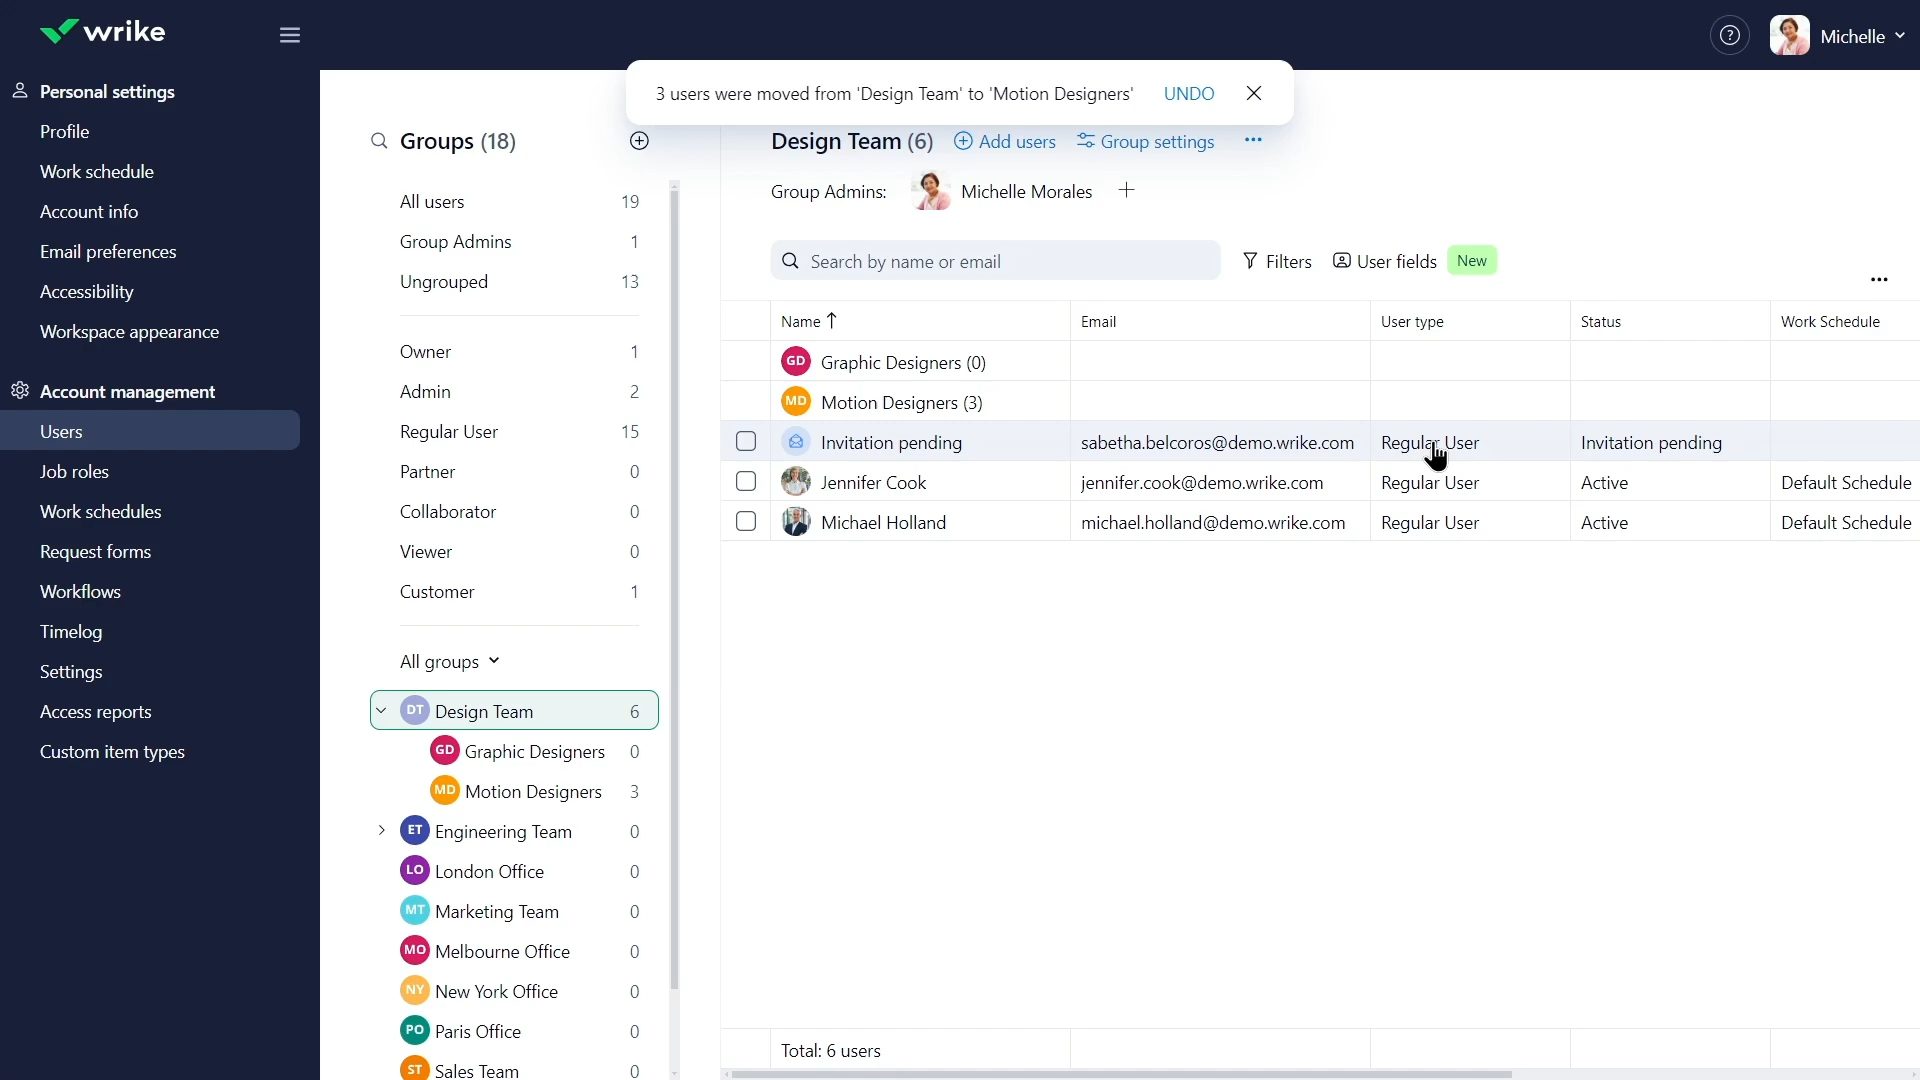 wrike
Michelle
3 users were moved from 'Design Team' to 'Motion Designers' UNDO
Personal settings
Profile
Work schedule
Account info
Email preferences
Accessibility
Workspace appearance
Account management
Users
Job roles
Work schedules
Request forms
Workflows
Timelog
Settings
Access reports
Custom item types
Groups (18)
All users 19
Group Admins 1
Ungrouped 13
Owner 1
Admin 2
Regular User 15
Partner 0
Collaborator 0
Viewer 0
Customer 1
All groups
DT Design Team 6
GD Graphic Designers 0
MD Motion Designers 3
ET Engineering Team 0
LO London Office 0
MT Marketing Team 0
MO Melbourne Office 0
NY New York Office 0
PO Paris Office 0
ST Sales Team 0
Design Team (6) Add users Group settings
Group Admins: Michelle Morales
Search by name or email Filters User fields New
Name Email User type Status Work Schedule
GD Graphic Designers (0)
MD Motion Designers (3)
Invitation pending sabetha.belcoros@demo.wrike.com Regular User Invitation pending
Jennifer Cook jennifer.cook@demo.wrike.com Regular User Active Default Schedule
Michael Holland michael.holland@demo.wrike.com Regular User Active Default Schedule
Total: 6 users